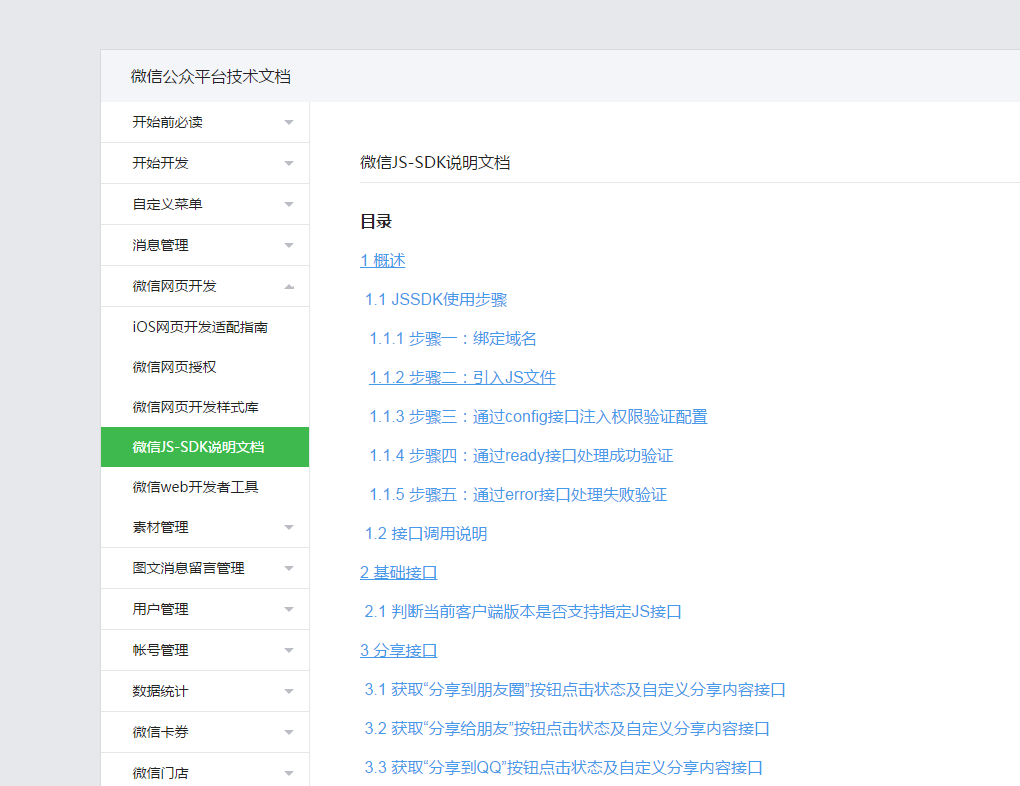 微信公众平台技术文档
开始前必读
开始开发
自定义菜单
消息管理
微信网页开发
iOS网页开发适配指南
微信网页授权
微信网页开发样式库
微信JS-SDK说明文档
微信web开发者工具
素材管理
图文消息留言管理
用户管理
帐号管理
数据统计
微信卡券
微信门店
微信JS-SDK说明文档
目录
1 概述
1.1 JSSDK使用步骤
1.1.1 步骤一：绑定域名
1.1.2 步骤二：引入JS文件
1.1.3 步骤三：通过config接口注入权限验证配置
1.1.4 步骤四：通过ready接口处理成功验证
1.1.5 步骤五：通过error接口处理失败验证
1.2 接口调用说明
2 基础接口
2.1 判断当前客户端版本是否支持指定JS接口
3 分享接口
3.1 获取“分享到朋友圈”按钮点击状态及自定义分享内容接口
3.2 获取“分享给朋友”按钮点击状态及自定义分享内容接口
3.3 获取“分享到QQ”按钮点击状态及自定义分享内容接口